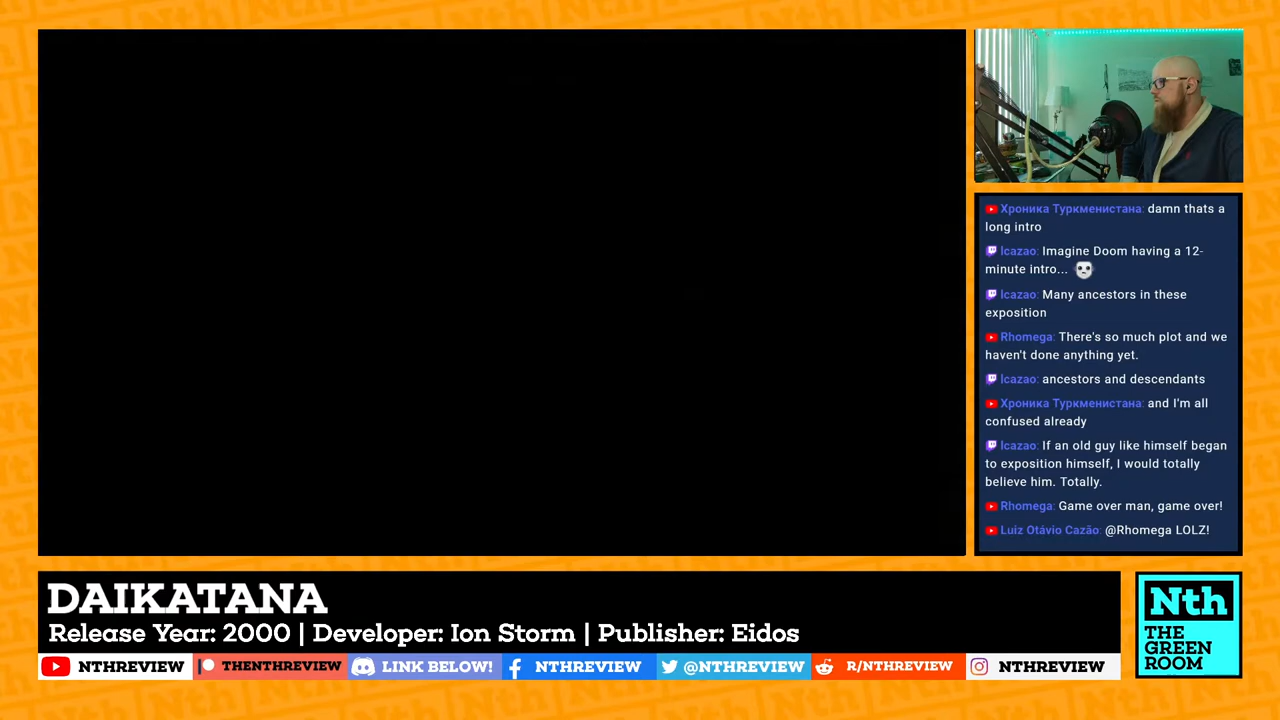 Хроника Туркменистана: damn thats a
long intro
lcazao: Imagine Doom having a 12-
minute intro...
lcazao: Many ancestors in these
exposition
Rhomega: There's so much plot and we
haven't done anything yet.
lcazao: ancestors and descendants
Хроника Туркменистана: and I'm all
confused already
lcazao: If an old guy like himself began
to exposition himself, I would totally
believe him. Totally.
Rhomega: Game over man, game over!
Luiz Otávio Cazão: @Rhomega LOLZ!
DAIKATANA
Release Year: 2000 | Developer: Ion Storm | Publisher: Eidos
NTHREVIEW
THENTHREVIEW
LINK BELOW!
NTHREVIEW
@NTHREVIEW
R/NTHREVIEW
NTHREVIEW
Nth
THE
GREEN
ROOM